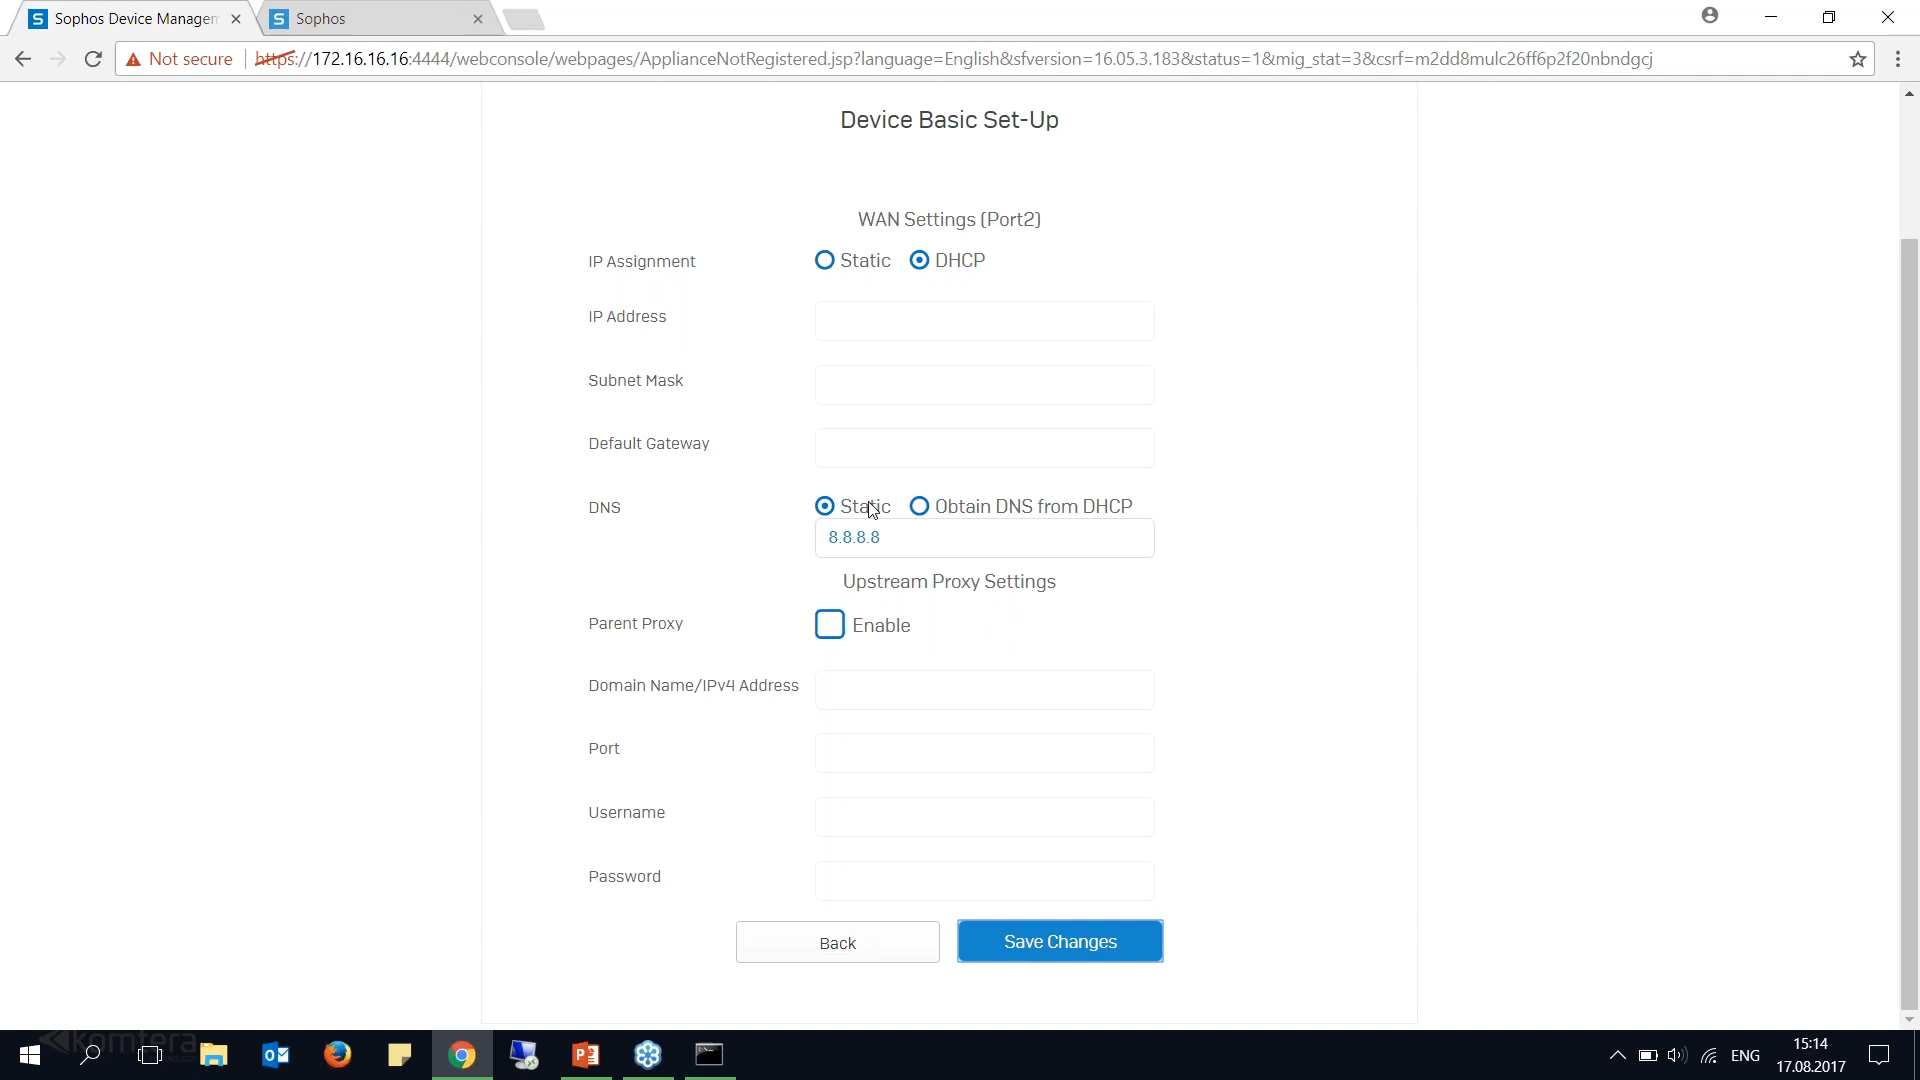 Sophos Device Managem
Sophos
Not secure
https://172.16.16.16:4444/webconsole/webpages/ApplianceNotRegistered.jsp?language=English&sfversion=16.05.3.183&status=1&mig_stat=3&csrf=m2dd8mulc26ff6p2f20nbndgcj
Device Basic Set-Up
WAN Settings (Port2)
IP Assignment Static DHCP
IP Address
Subnet Mask
Default Gateway
DNS Static Obtain DNS from DHCP
8.8.8.8
Upstream Proxy Settings
Parent Proxy Enable
Domain Name/IPv4 Address
Port
Username
Password
Back Save Changes
komtera
ENG
15:14
17.08.2017